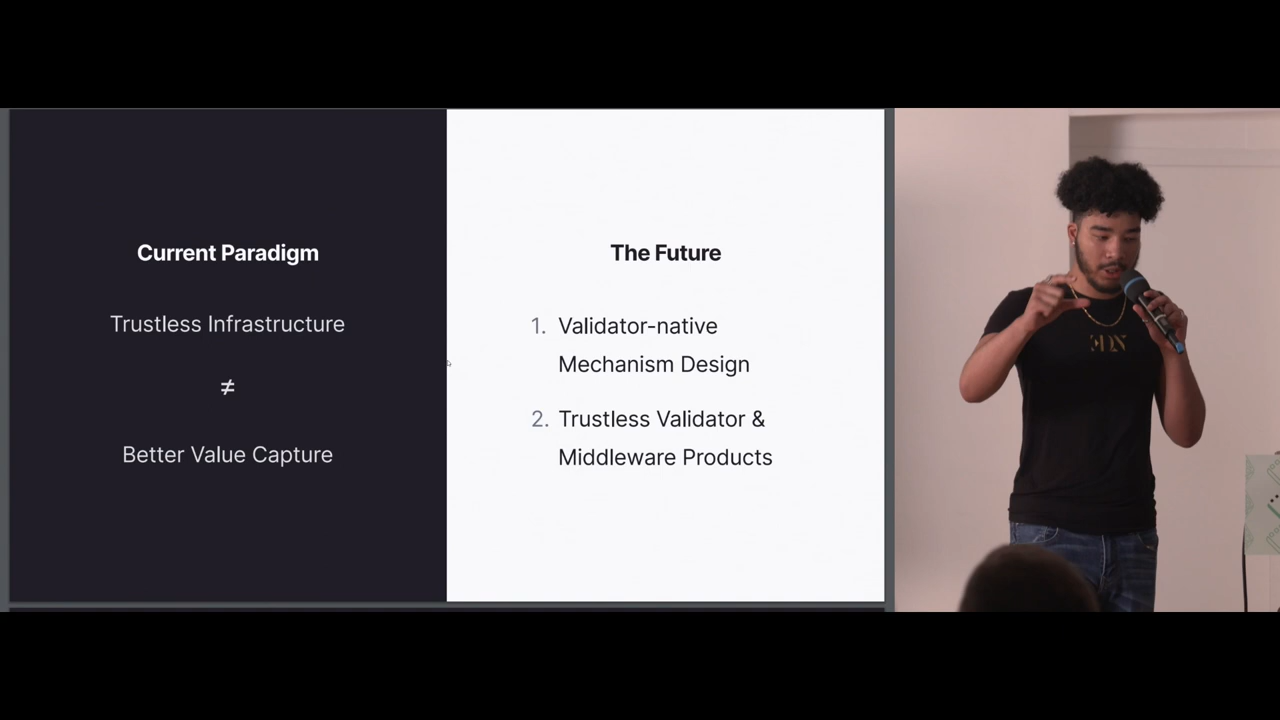 Current Paradigm
Trustless Infrastructure
≠
Better Value Capture
The Future
1. Validator-native
Mechanism Design
2. Trustless Validator &
Middleware Products